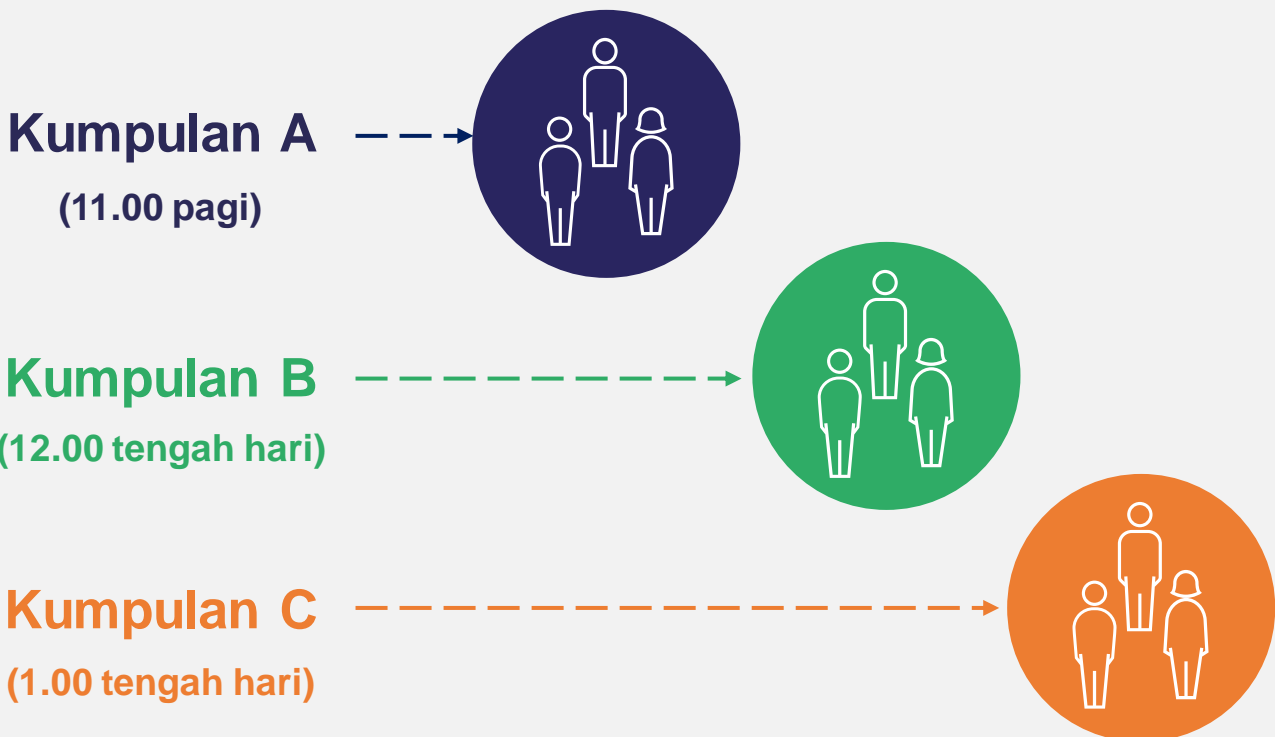 Kumpulan A
(11.00 pagi)
Kumpulan B
(12.00 tengah hari)
Kumpulan C
(1.00 tengah hari)